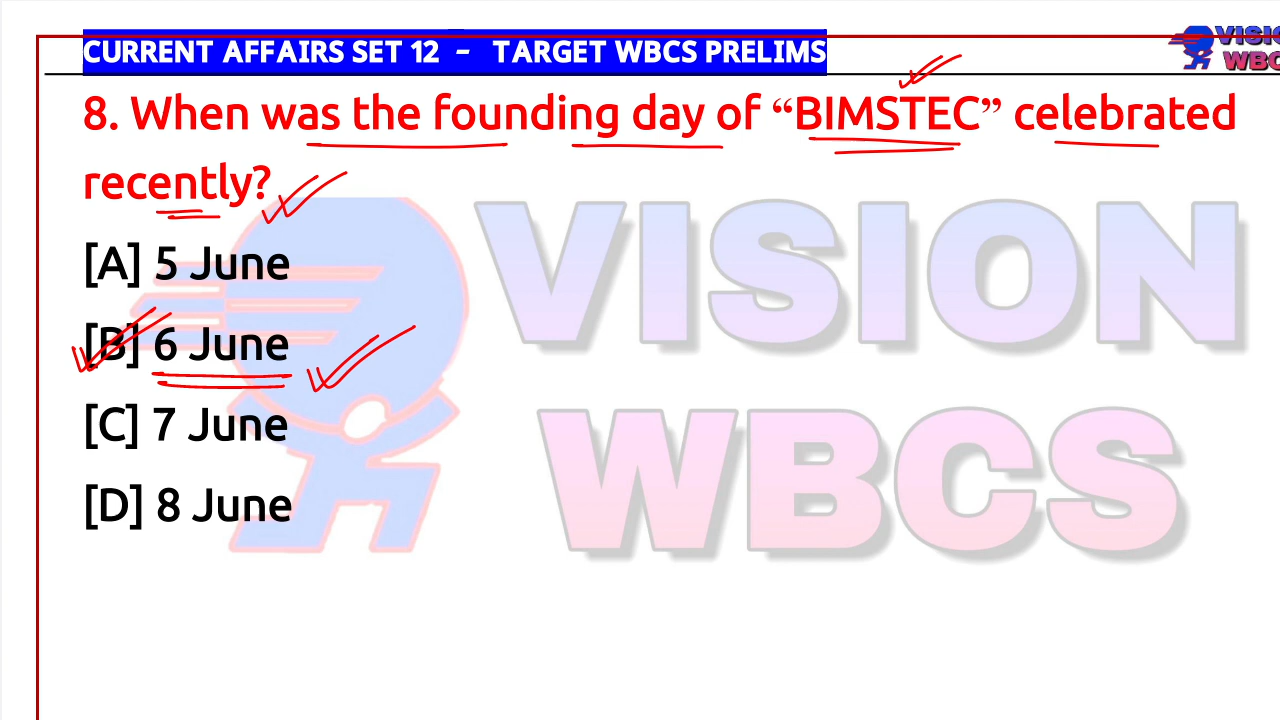 CURRENT AFFAIRS SET 12 - TARGET WBCS PRELIMS
8. When was the founding day of “BIMSTEC” celebrated
recently?
[A] 5 June
[B] 6 June
[C] 7 June
[D] 8 June
VISION
WBCS